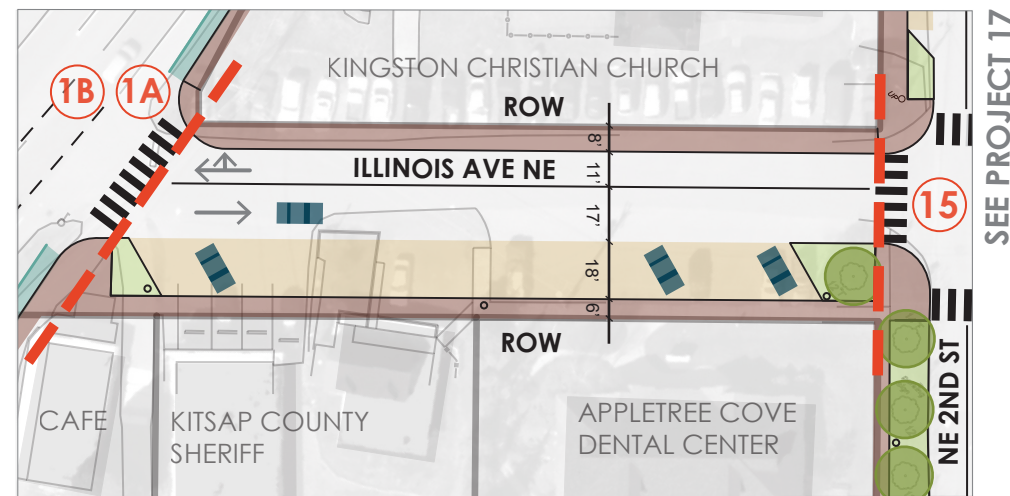 KINGSTON CHRISTIAN CHURCH
1B
1A
ROW
8'
ILLINOIS AVE NE
11'
17'
15
SEE PROJECT 17
18'
6'
ROW
CAFE
KITSAP COUNTY
SHERIFF
APPLETREE COVE
DENTAL CENTER
NE 2ND ST